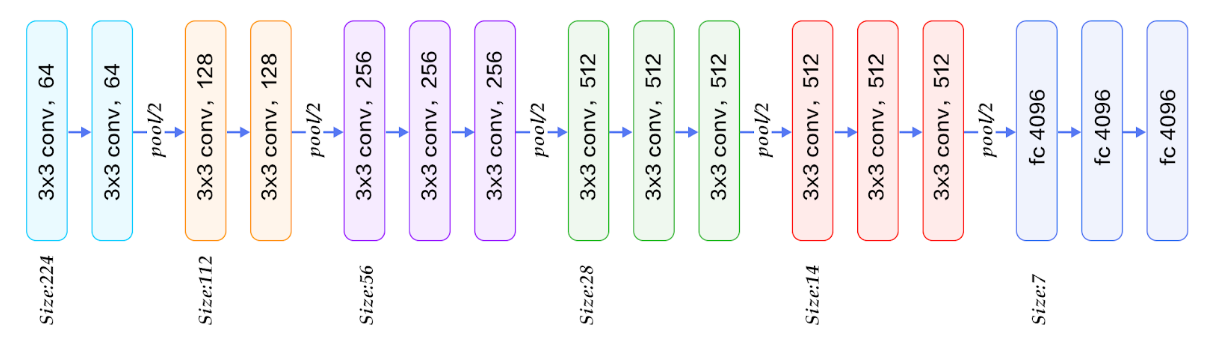 3x3 conv, 64
3x3 conv, 64
pool/2
3x3 conv, 128
3x3 conv, 128
pool/2
3x3 conv, 256
3x3 conv, 256
3x3 conv, 256
pool/2
3x3 conv, 512
3x3 conv, 512
3x3 conv, 512
pool/2
3x3 conv, 512
3x3 conv, 512
3x3 conv, 512
pool/2
fc 4096
fc 4096
fc 4096
Size:224
Size:112
Size:56
Size:28
Size:14
Size:7